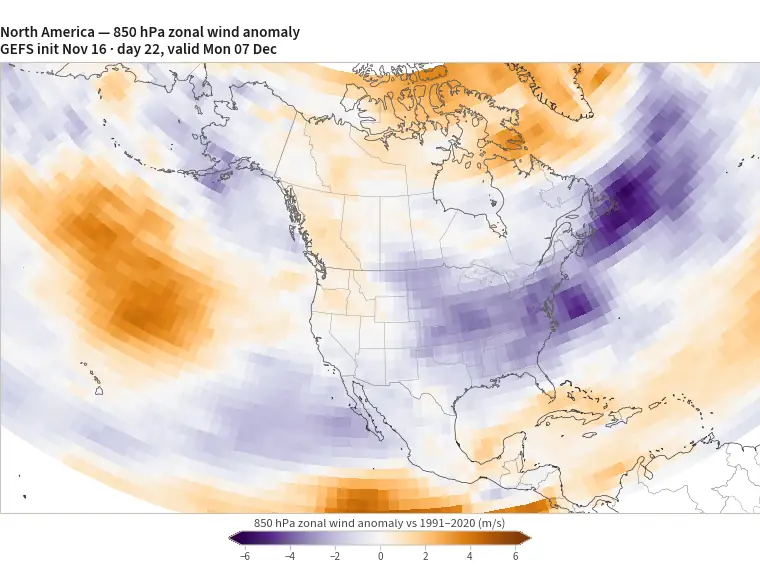 North America — 850 hPa zonal wind anomaly
GEFS init Nov 16 · day 22, valid Mon 07 Dec
850 hPa zonal wind anomaly vs 1991–2020 (m/s)
−6 −4 −2 0 2 4 6